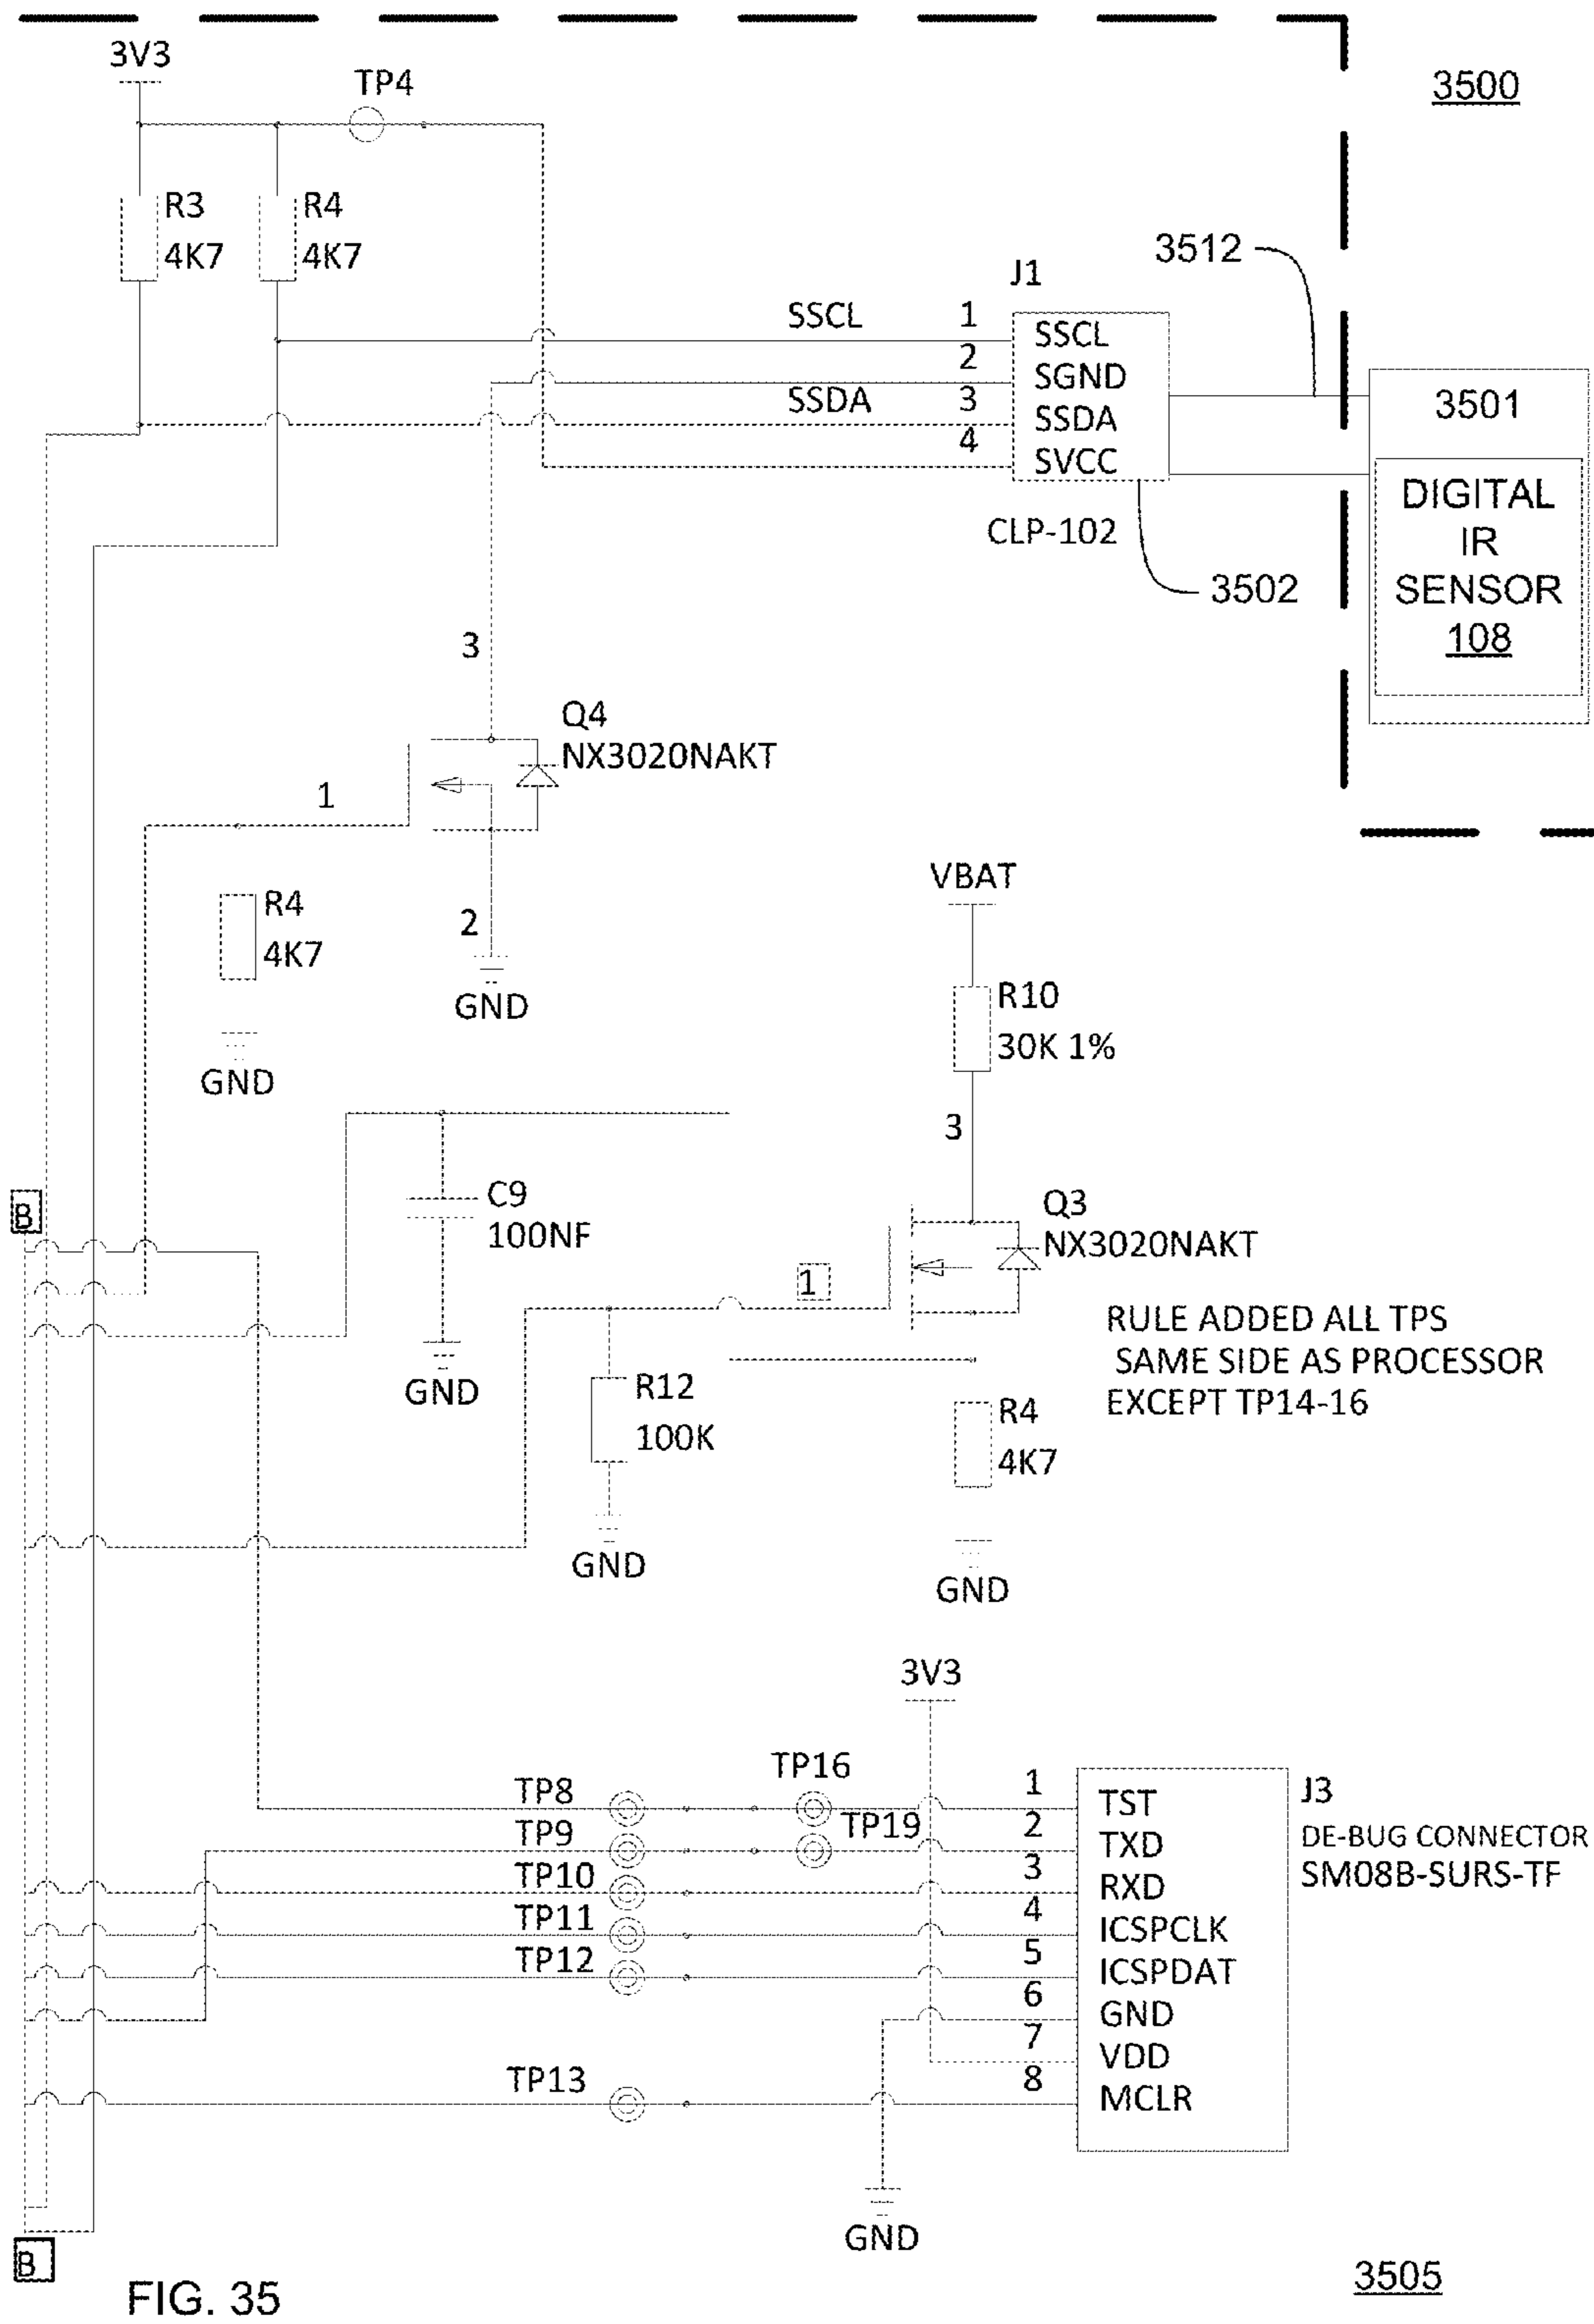 3V3
TP4
3500
R3
4K7
R4
4K7
3512
J1
SSCL
1
SSCL
2
SGND
SSDA
3
SSDA
4
SVCC
3501
DIGITAL
IR
SENSOR
108
CLP-102
3502
3
Q4
NX3020NAKT
1
R4
4K7
2
GND
GND
VBAT
R10
30K 1%
3
B
C9
100NF
Q3
NX3020NAKT
1
GND
RULE ADDED ALL TPS
SAME SIDE AS PROCESSOR
EXCEPT TP14-16
R12
100K
R4
4K7
GND
GND
3V3
TP8
TP16
1
TST
J3
TP9
TP19
2
TXD
DE-BUG CONNECTOR
TP10
3
RXD
SM08B-SURS-TF
TP11
4
ICSPCLK
TP12
5
ICSPDAT
6
GND
7
VDD
TP13
8
MCLR
GND
B
3505
FIG. 35